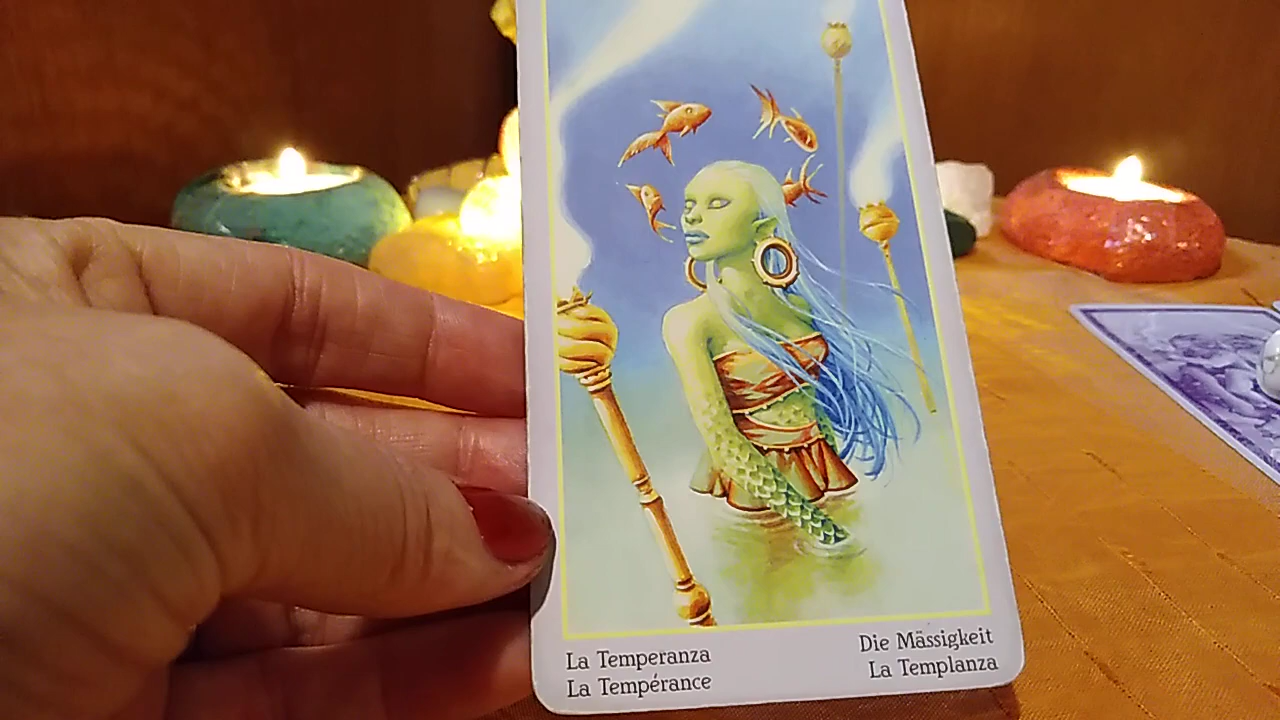 La Temperanza
La Tempérance
Die Mässigkeit
La Templanza